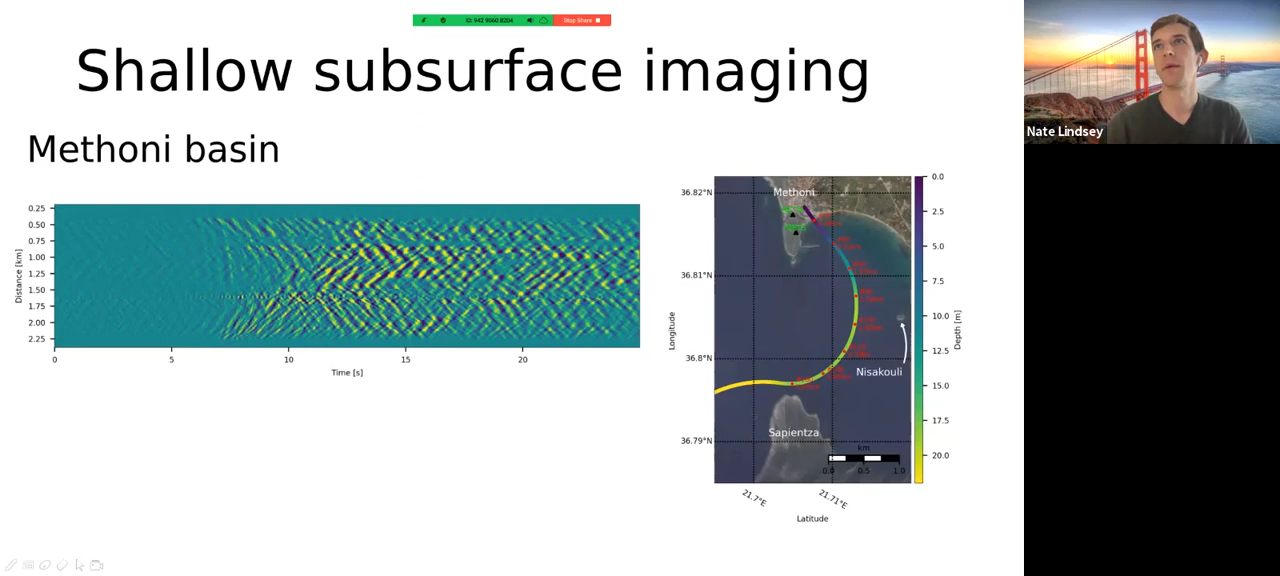 ID: 942 9060 8204
Stop Share
Shallow subsurface imaging
Nate Lindsey
Methoni basin
0.25
0.50
0.75
1.00
1.25
1.50
1.75
2.00
2.25
Distance [km]
0
5
10
15
20
Time [s]
36.82°N
36.81°N
36.8°N
36.79°N
Longitude
Methoni
Nisakouli
Sapientza
km
0.0
0.5
1.0
21.7°E
21.71°E
Latitude
0.0
2.5
5.0
7.5
10.0
12.5
15.0
17.5
20.0
Depth [m]